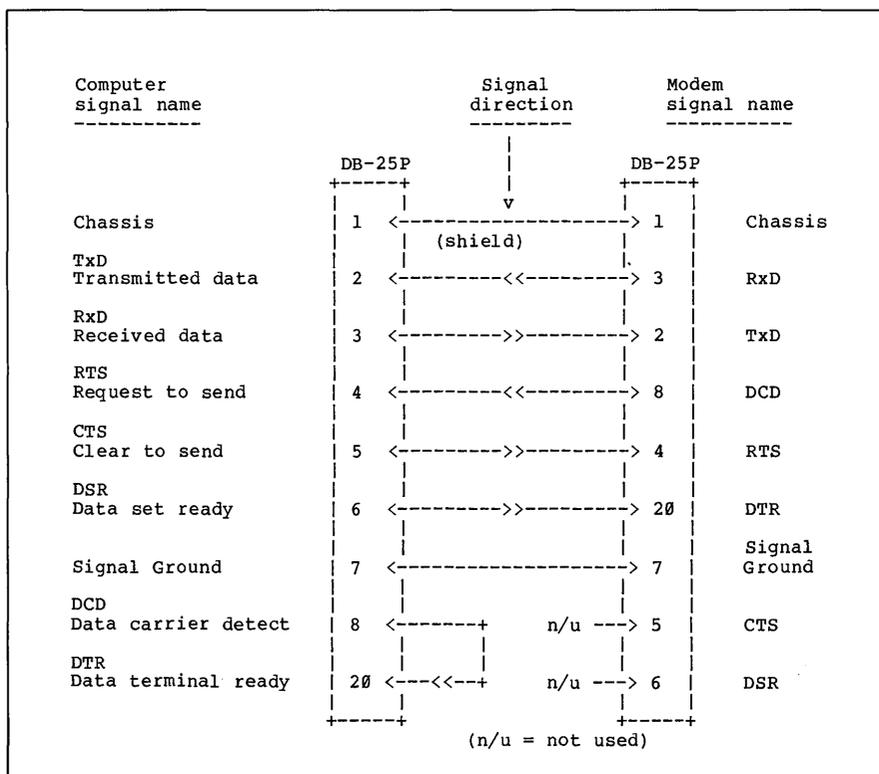 Computer Signal Modem
signal name direction signal name
----------- --------- -----------
DB-25P DB-25P
Chassis 1 <--------------------> 1 Chassis
(shield)
TxD
Transmitted data 2 <--------<<--------> 3 RxD
RxD
Received data 3 <-------->>--------> 2 TxD
RTS
Request to send 4 <--------<<--------> 8 DCD
CTS
Clear to send 5 <-------->>--------> 4 RTS
DSR
Data set ready 6 <-------->>--------> 20 DTR
Signal
Signal Ground 7 <--------------------> 7 Ground
DCD
Data carrier detect 8 <-------+ n/u ---> 5 CTS
DTR
Data terminal ready 20 <---<<--+ n/u ---> 6 DSR
(n/u = not used)